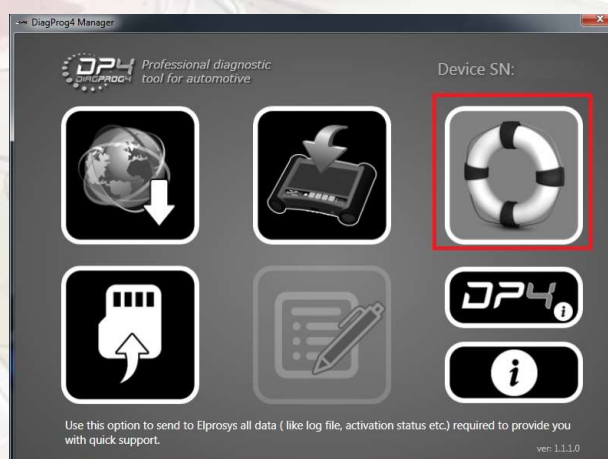 DiagProg4 Manager
DP4
DIAGPROG4
Professional diagnostic
tool for automotive
Device SN:
DP4
DP4 i
i
Use this option to send to Elprosys all data ( like log file, activation status etc.) required to provide you
with quick support.
ver: 1.1.1.0